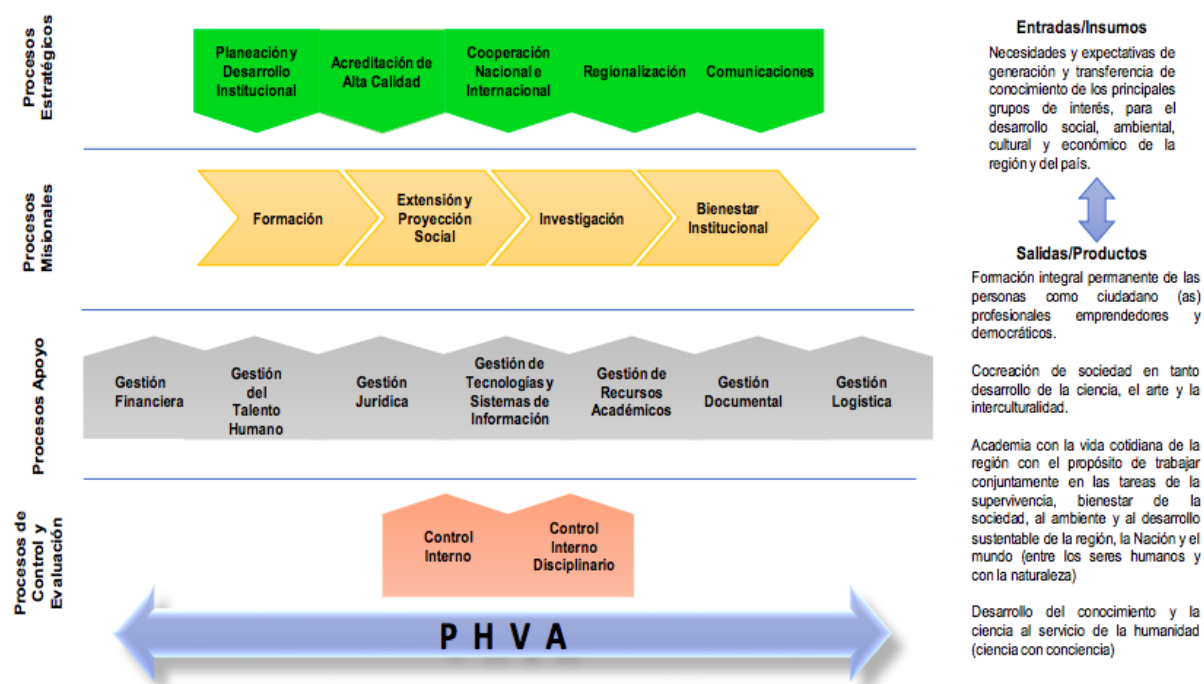 Procesos
Estratégicos
Planeación y
Desarrollo
Institucional
Acreditación de
Alta Calidad
Cooperación
Nacional e
Internacional
Regionalización
Comunicaciones
Procesos
Misionales
Formación
Extensión y
Proyección
Social
Investigación
Bienestar
Institucional
Procesos Apoyo
Gestión
Financiera
Gestión
del
Talento
Humano
Gestión
Jurídica
Gestión de
Tecnologías y
Sistemas de
Información
Gestión de
Recursos
Académicos
Gestión
Documental
Gestión
Logística
Procesos de
Control y
Evaluación
Control
Interno
Control
Interno
Disciplinario
P H V A
Entradas/Insumos
Necesidades y expectativas de
generación y transferencia de
conocimiento de los principales
grupos de interés, para el
desarrollo social, ambiental,
cultural y económico de la
región y del país.
Salidas/Productos
Formación integral permanente de las
personas como ciudadano (as)
profesionales emprendedores y
democráticos.
Cocreación de sociedad en tanto
desarrollo de la ciencia, el arte y la
interculturalidad.
Academia con la vida cotidiana de la
región con el propósito de trabajar
conjuntamente en las tareas de la
supervivencia, bienestar de la
sociedad, al ambiente y al desarrollo
sustentable de la región, la Nación y el
mundo (entre los seres humanos y
con la naturaleza)
Desarrollo del conocimiento y la
ciencia al servicio de la humanidad
(ciencia con conciencia)